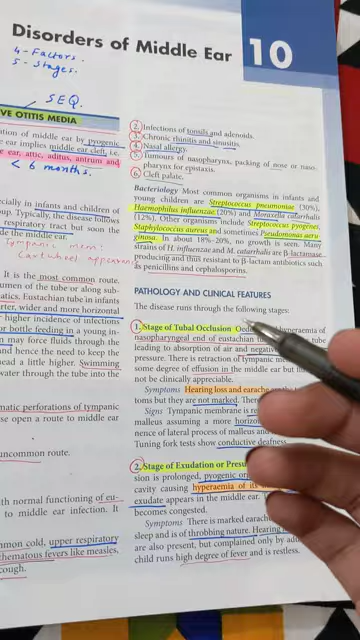 Disorders of Middle Ear 10
4-Factors.
5-Stages.
SEQ.
VE OTITIS MEDIA
ation of middle ear by pyogenic
e ear implies middle ear cleft, i.e.
e ear, attic, aditus, antrum and
< 6 months.
ecially in infants and children of
up. Typically, the disease follows
respiratory tract but soon the
de the middle ear.
It is the most common route.
umen of the tube or along sub-
atics. Eustachian tube in infants
rter, wider and more horizontal
higher incidence of infections
or bottle feeding in a young in-
n may force fluids through the
and hence the need to keep the
head a little higher. Swimming
water through the tube into the
matic perforations of tympanic
se open a route to middle ear
uncommon route.
with normal functioning of eu-
to middle ear infection. It
mmon cold, upper respiratory
thematous fevers like measles,
cough.
2. Infections of tonsils and adenoids.
3. Chronic rhinitis and sinusitis.
4. Nasal allergy.
5. Tumours of nasopharynx, packing of nose or naso-
pharynx for epistaxis.
6. Cleft palate.
Bacteriology Most common organisms in infants and
young children are Streptococcus pneumoniae (30%),
Haemophilus influenzae (20%) and Moraxella catarrhalis
(12%). Other organisms include Streptococcus pyogenes,
Staphylococcus aureus and sometimes Pseudomonas aeru-
ginosa. In about 18%–20%, no growth is seen. Many
strains of H. influenzae and M. catarrhalis are β-lactamase
producing and thus resistant to β-lactam antibiotics such
as penicillins and cephalosporins.
PATHOLOGY AND CLINICAL FEATURES
The disease runs through the following stages:
1. Stage of Tubal Occlusion Oedema hyperaemia of
nasopharyngeal end of eustachian
leading to absorption of air and negative
pressure. There is retraction of tympanic
some degree of effusion in the middle ear
not be clinically appreciable.
Symptoms Hearing loss and earache
toms but they are not marked. There
Signs Tympanic membrane is
malleus assuming a more horizo
nence of lateral process of malleus and
Tuning fork tests show conductive deafness.
2. Stage of Exudation or Presu
sion is prolonged, pyogenic or
cavity causing hyperaemia of its
exudate appears in the middle ear.
becomes congested.
Symptoms There is marked earache
sleep and is of throbbing nature. Hearing
are also present, but complained only by
child runs high degree of fever and is restless.